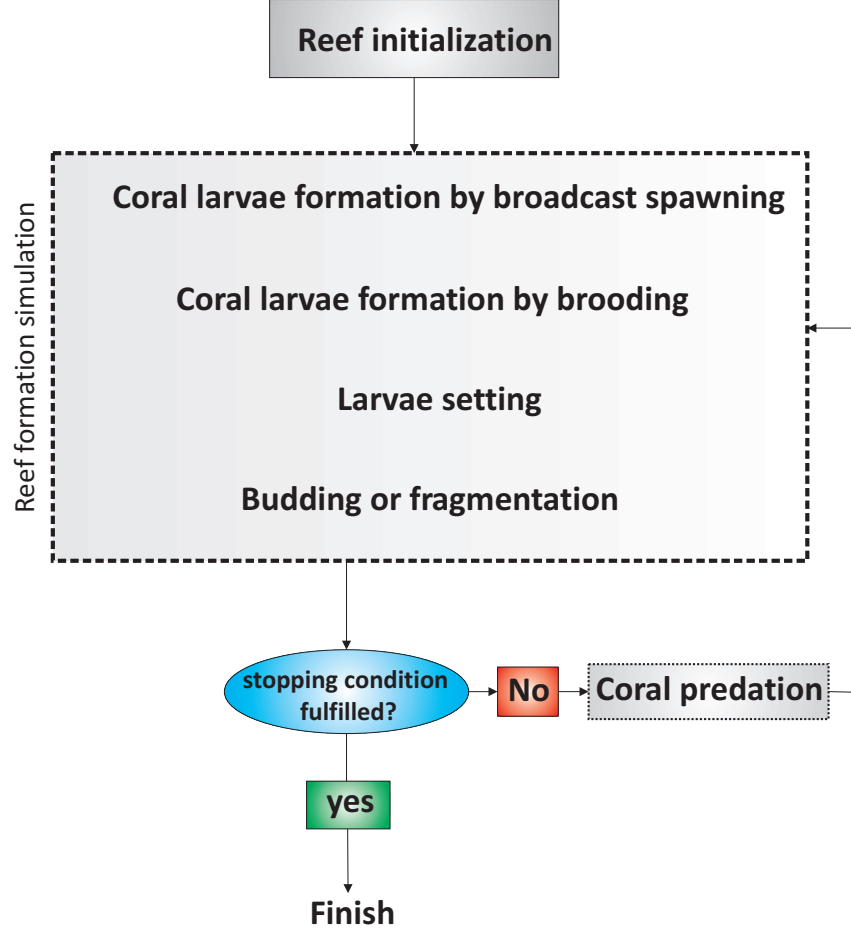 Reef initialization
Reef formation simulation
Coral larvae formation by broadcast spawning
Coral larvae formation by brooding
Larvae setting
Budding or fragmentation
stopping condition
fulfilled?
No
Coral predation
yes
Finish